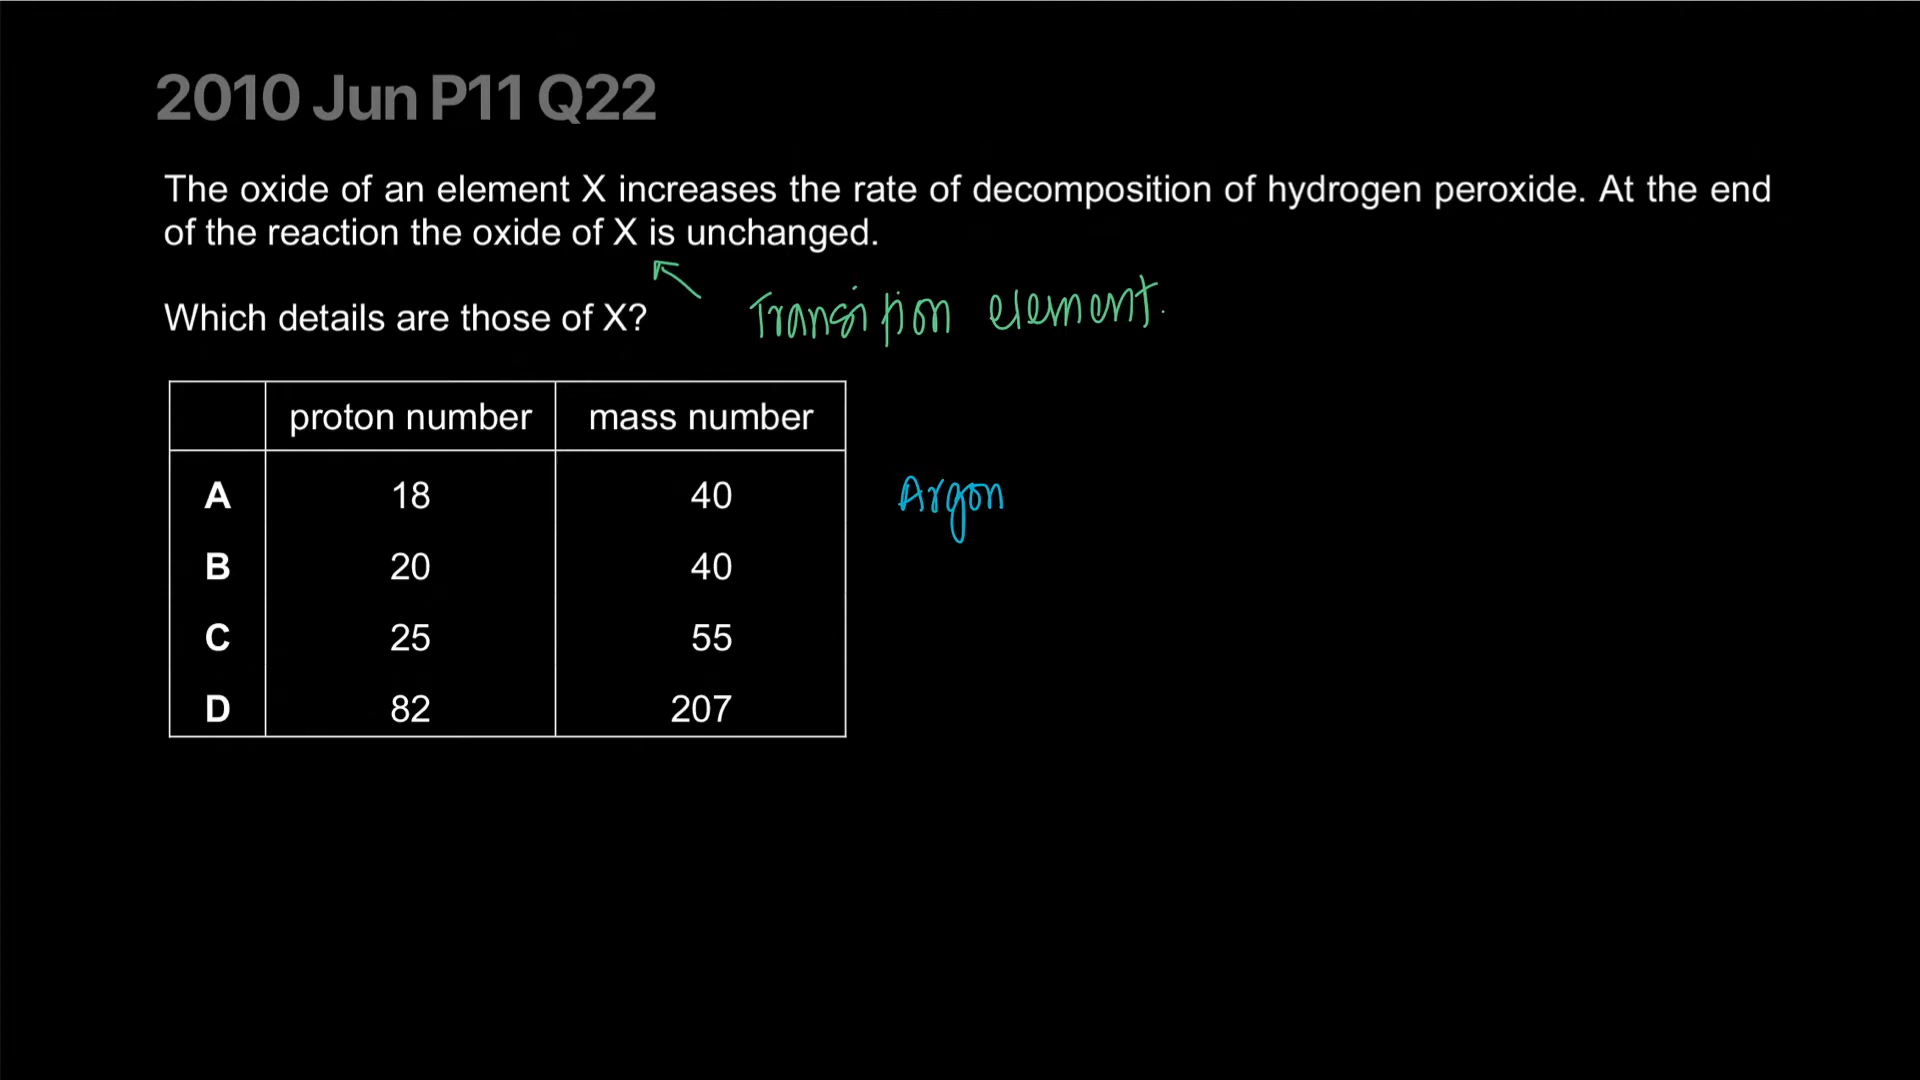 2010 Jun P11 Q22
The oxide of an element X increases the rate of decomposition of hydrogen peroxide. At the end
of the reaction the oxide of X is unchanged.
Which details are those of X?
Transition element.
proton number mass number
A 18 40 Argon
B 20 40
C 25 55
D 82 207